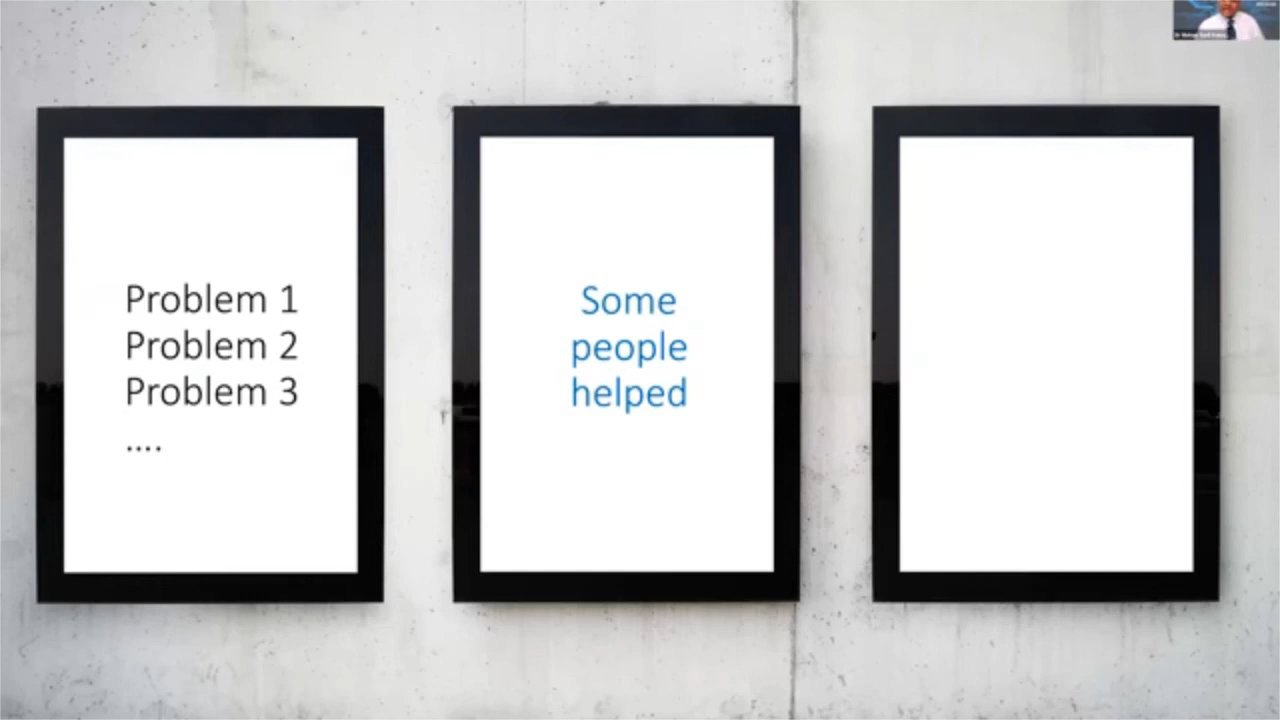 Problem 1
Problem 2
Problem 3
....
Some
people
helped